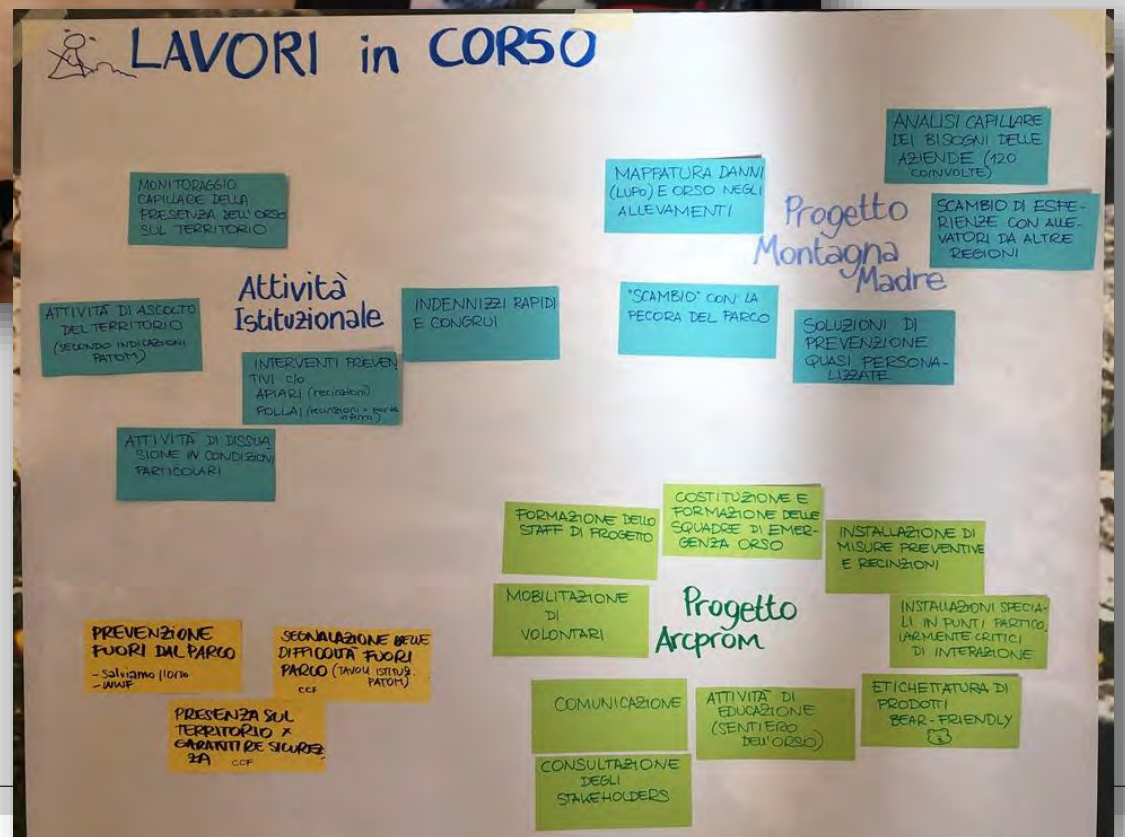 LAVORI in CORSO
MONITORAGGIO
CAPILLARE DELLA
PRESENZA DELL'ORSO
SUL TERRITORIO
Attività
Istituzionale
ATTIVITÀ DI ASCOLTO
DEL TERRITORIO
(SECONDO INDICAZIONI
PATOM)
INDENNIZZI RAPIDI
E CONGRUI
INTERVENTI PREVEN
TIVI c/o
APIARI (recinzioni)
POLLAI (recinzioni +
ATTIVITÀ DI DISSUA
SIONE IN CONDIZIONI
PARTICOLARI
MAPPATURA DANNI
(LUPO) E ORSO NEGLI
ALLEVAMENTI
Progetto
Montagna
Madre
ANALISI CAPILLARE
DEI BISOGNI DELLE
AZIENDE (120
COINVOLTE)
SCAMBIO DI ESPE-
RIENZE CON ALLE-
VATORI DA ALTRE
REGIONI
"SCAMBIO" CON LA
PECORA DEL PARCO
SOLUZIONI DI
PREVENZIONE
QUASI PERSONA-
LIZZATE
PREVENZIONE
FUORI DAL PARCO
- Salviamo l'orso
- WWF
SEGNALAZIONE DELLE
DIFFICOLTÀ FUORI
PARCO (TAVOLI ISTITUZ.
PATOM)
CCF
PRESENZA SUL
TERRITORIO X
GARANTIRE SICUREZ
ZA CCF
FORMAZIONE DELLO
STAFF DI PROGETTO
COSTITUZIONE E
FORMAZIONE DELLE
SQUADRE DI EMER-
GENZA ORSO
INSTALLAZIONE DI
MISURE PREVENTIVE
E RECINZIONI
MOBILITAZIONE
DI
VOLONTARI
Progetto
Arcprom
INSTALLAZIONI SPECIA-
LI IN PUNTI PARTICO
LARMENTE CRITICI
DI INTERAZIONE
COMUNICAZIONE
ATTIVITÀ DI
EDUCAZIONE
(SENTIERO
DELL'ORSO)
ETICHETTATURA DI
PRODOTTI
BEAR-FRIENDLY
CONSULTAZIONE
DEGLI
STAKEHOLDERS